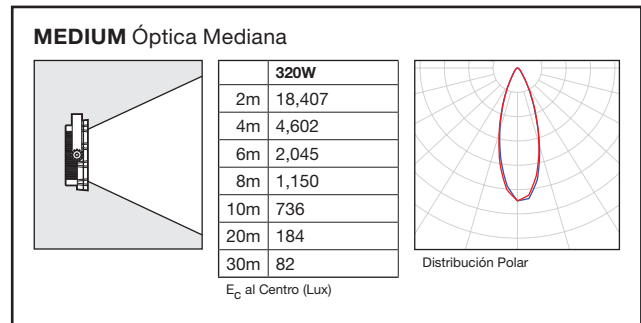 MEDIUM Óptica Mediana
320W
2m 18,407
4m 4,602
6m 2,045
8m 1,150
10m 736
20m 184
30m 82
EC al Centro (Lux)
Distribución Polar